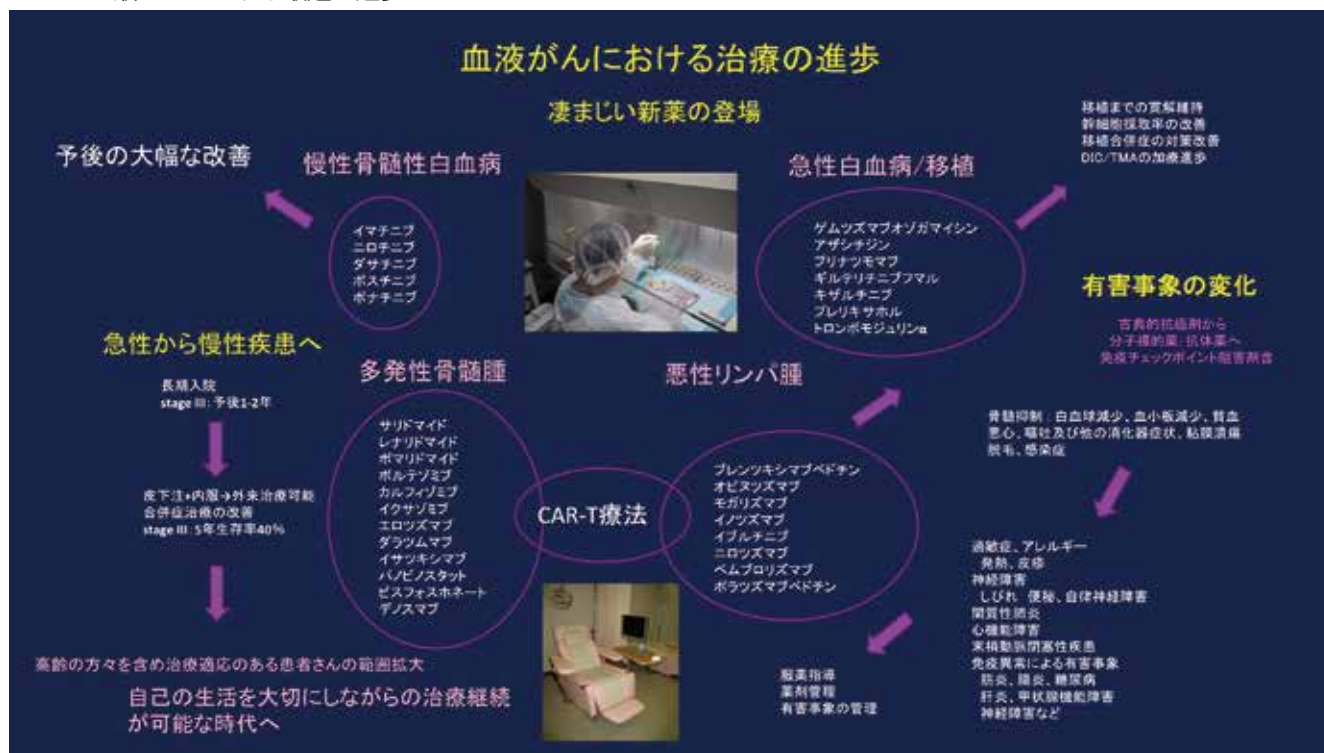 血液がんにおける治療の進歩
凄まじい新薬の登場
予後の大幅な改善
慢性骨髄性白血病
イマチニブ
ニロチニブ
ダサチニブ
ボスチニブ
ポナチニブ
急性白血病/移植
ゲムツズマブオゾガマイシン
アザシチジン
ブリナツモマブ
ギルテリチニブフマル
キザルチニブ
プレリキサホル
トロンボモジュリンα
移植までの寛解維持
幹細胞採取率の改善
移植合併症の対策改善
DIC/TMAの加療進歩
急性から慢性疾患へ
長期入院
stage III: 予後1-2年
皮下注+内服→外来治療可能
合併症治療の改善
stage III: 5年生存率40%
高齢の方々を含め治療適応のある患者さんの範囲拡大
自己の生活を大切にしながらの治療継続
が可能な時代へ
多発性骨髄腫
サリドマイド
レナリドマイド
ポマリドマイド
ボルテゾミブ
カルフィゾミブ
イクサゾミブ
エロツズマブ
ダラツムマブ
イサツキシマブ
パノビノスタット
ビスフォスホネート
デノスマブ
CAR-T療法
悪性リンパ腫
ブレンツキシマブベドチン
オビヌツズマブ
モガリズマブ
イノツズマブ
イブルチニブ
ニロツズマブ
ペムブロリズマブ
ポラツズマブベドチン
有害事象の変化
古典的抗癌剤から
分子標的薬・抗体薬へ
免疫チェックポイント阻害剤含
骨髄抑制：白血球減少、血小板減少、貧血
悪心、嘔吐及び他の消化器症状、粘膜潰瘍
脱毛、感染症
過敏症、アレルギー
発熱、皮疹
神経障害
しびれ 便秘、自律神経障害
間質性肺炎
心機能障害
末梢動脈閉塞性疾患
免疫異常による有害事象
筋炎、腸炎、糖尿病
肝炎、甲状腺機能障害
神経障害など
服薬指導
薬剤管理
有害事象の管理